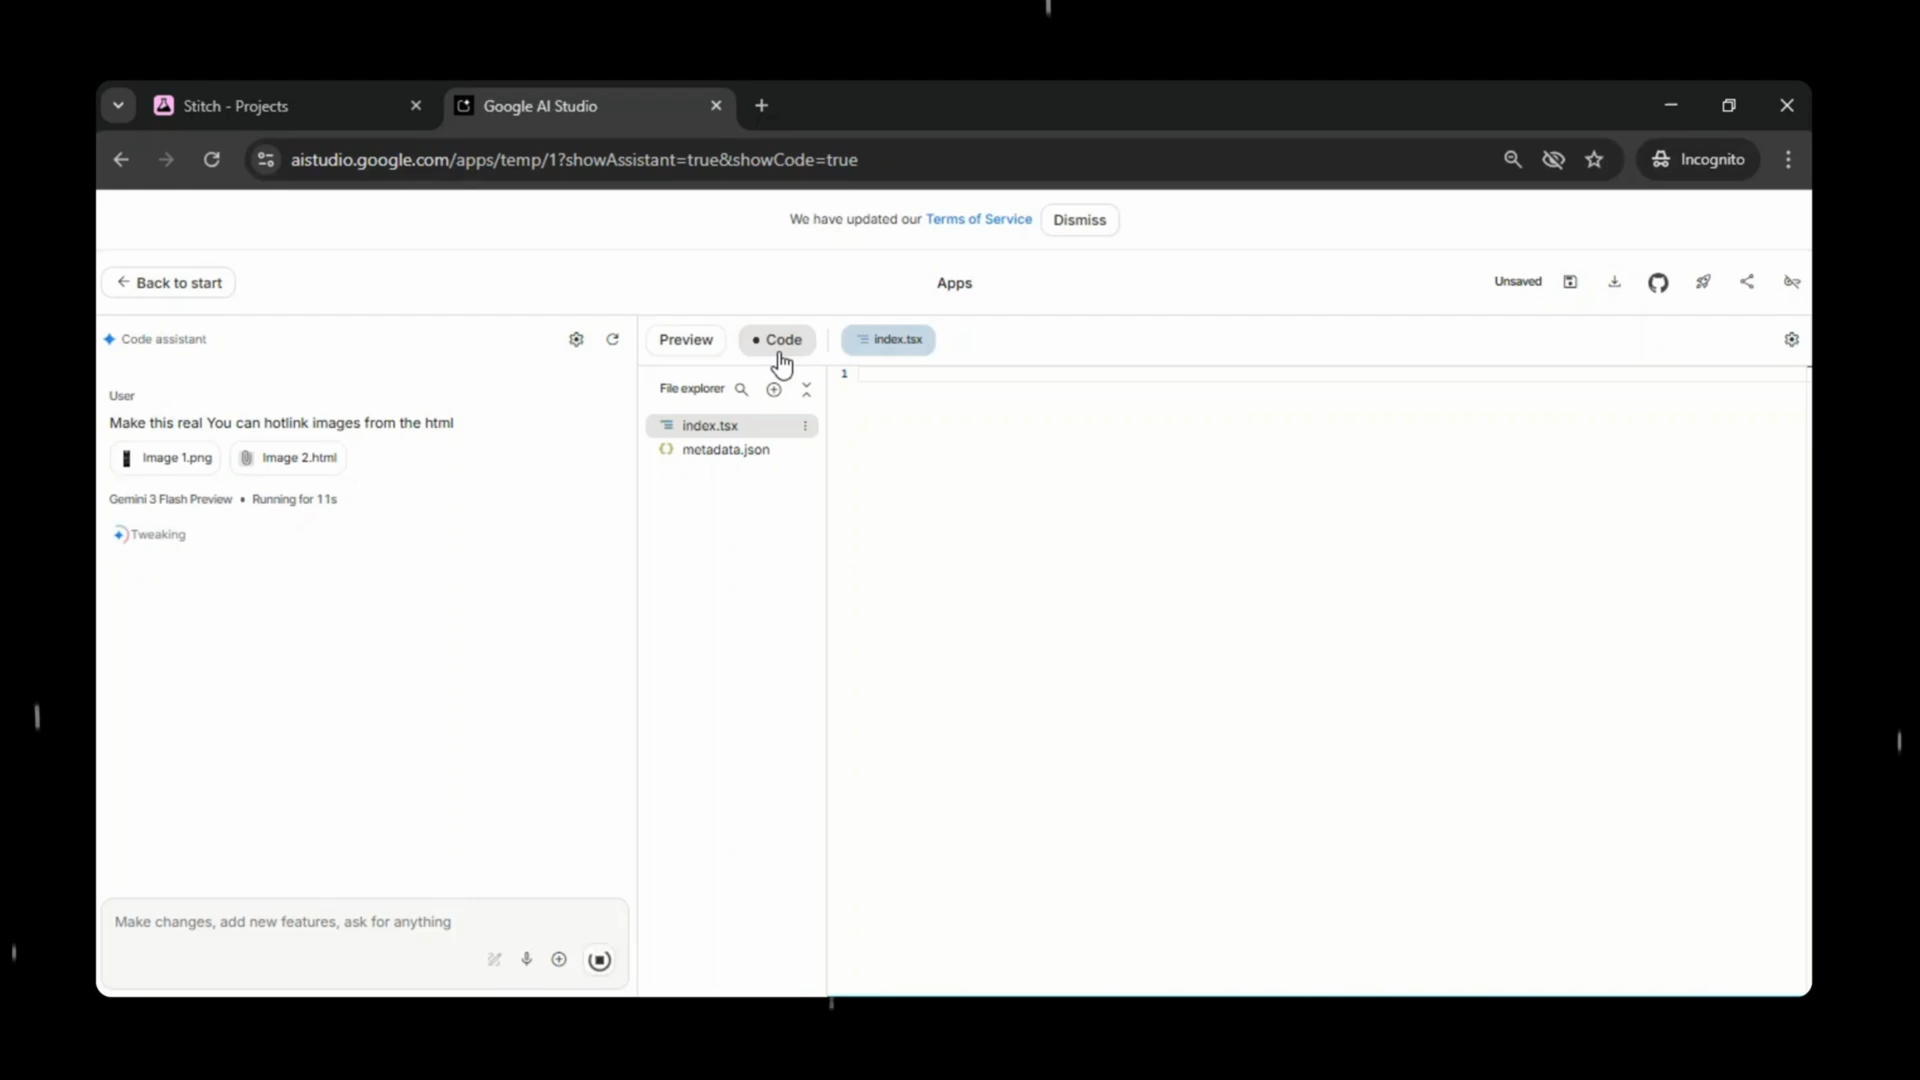 Stitch - Projects
Google AI Studio
aistudio.google.com/apps/temp/1?showAssistant=true&showCode=true
Incognito
We have updated our Terms of Service
Dismiss
Back to start
Apps
Unsaved
Code assistant
Preview
Code
index.tsx
User
Make this real You can hotlink images from the html
Image 1.png
Image 2.html
Gemini 3 Flash Preview • Running for 11s
Tweaking
File explorer
index.tsx
metadata.json
1
Make changes, add new features, ask for anything